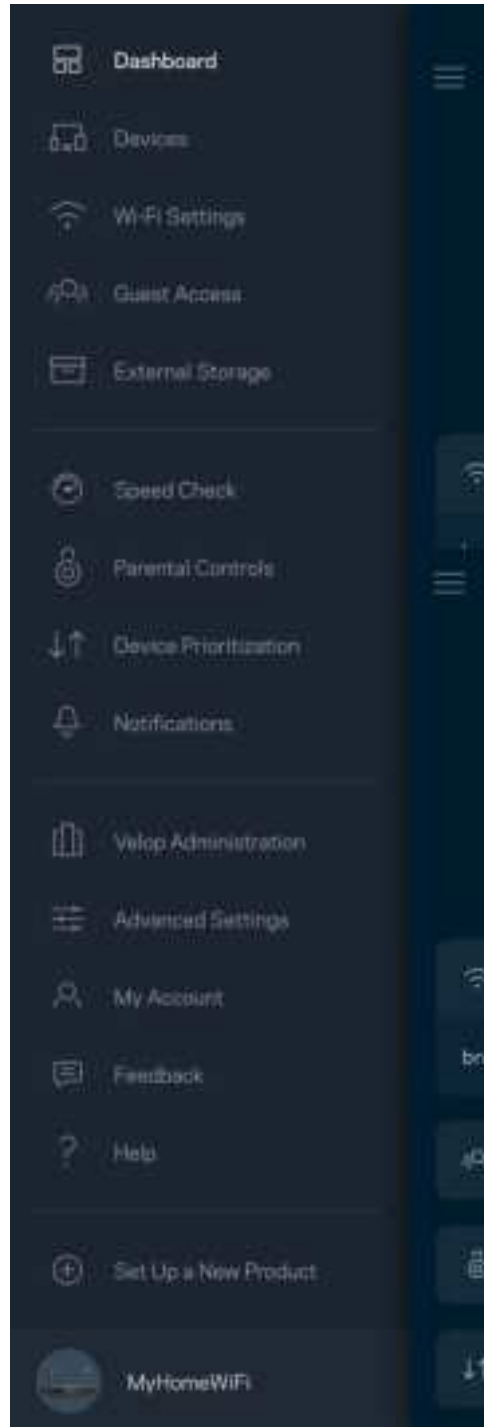 Dashboard
Devices
Wi-Fi Settings
Guest Access
External Storage
Speed Check
Parental Controls
Device Prioritization
Notifications
Velop Administration
Advanced Settings
My Account
Feedback
Help
Set Up a New Product
MyHomeWiFi